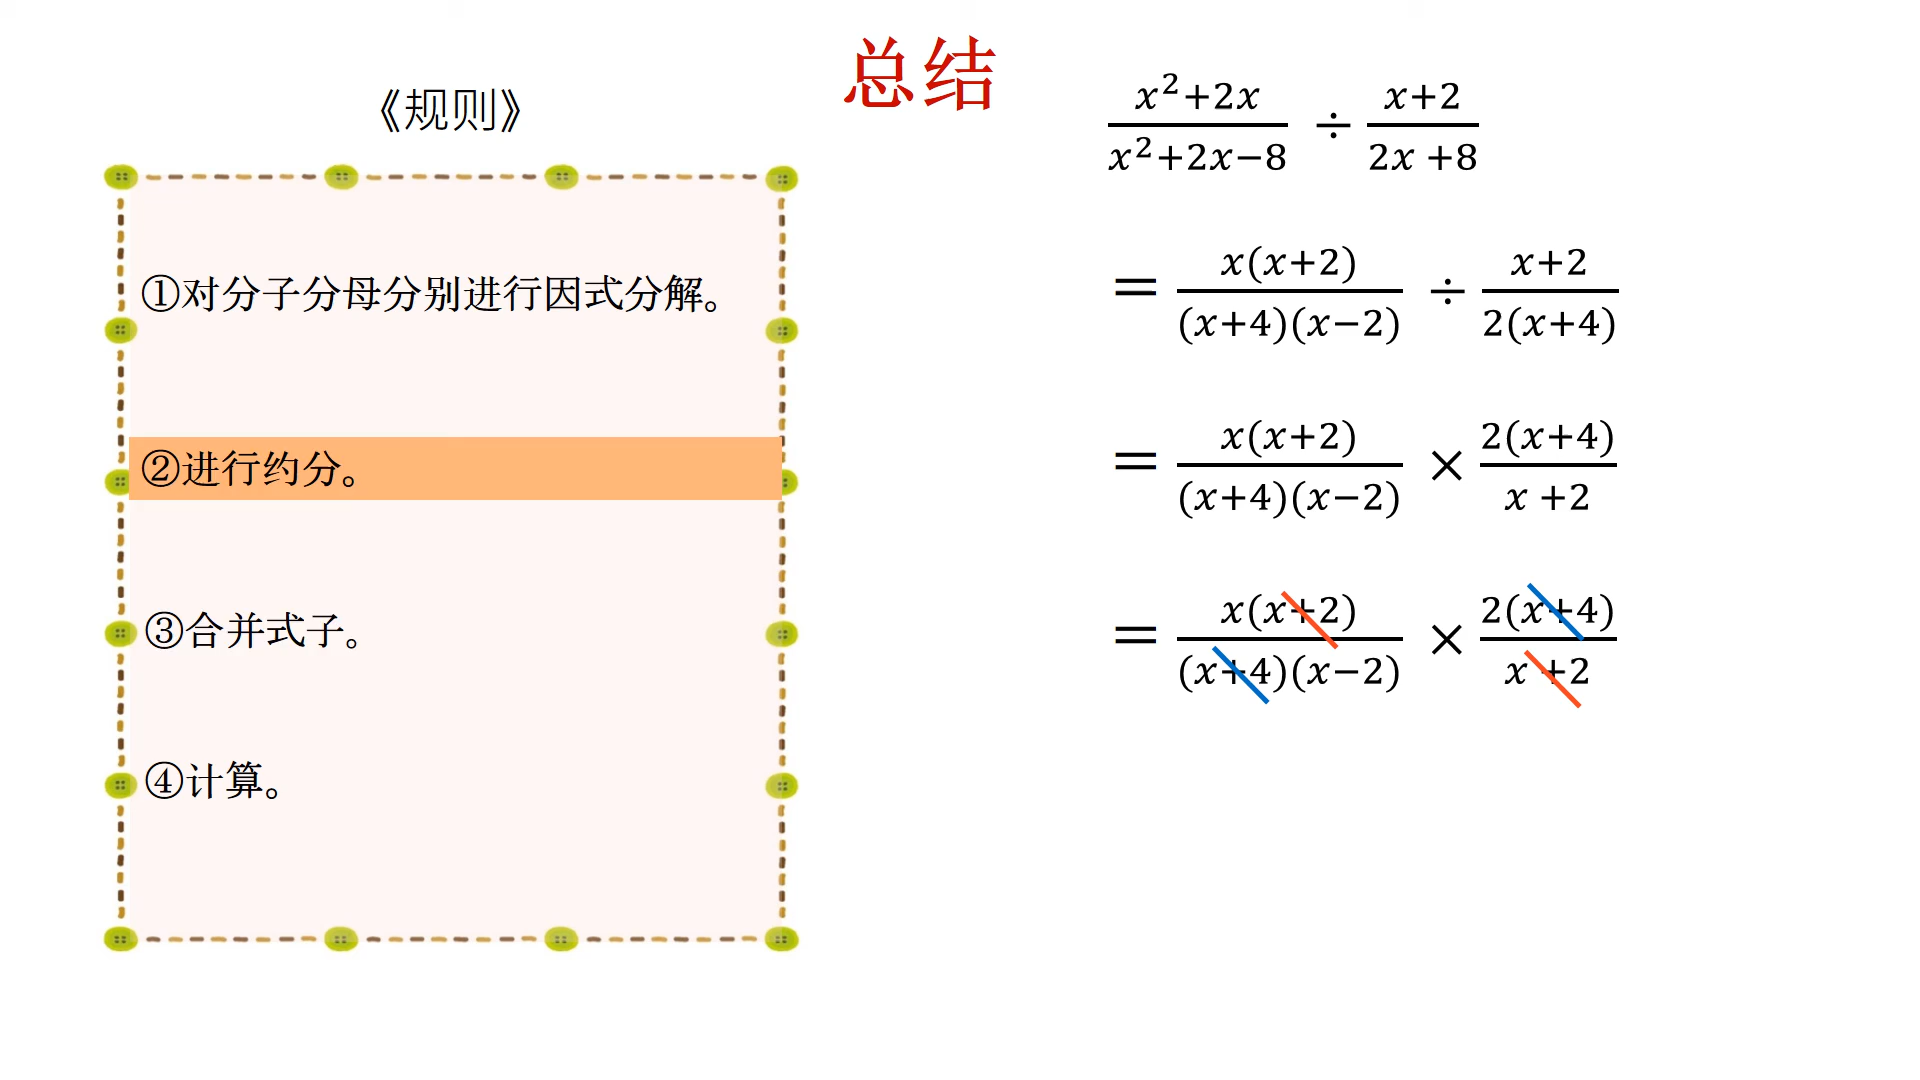 总结
《规则》
①对分子分母分别进行因式分解。
②进行约分。
③合并式子。
④计算。
x²+2x / x²+2x−8 ÷ x+2 / 2x +8
= x(x+2) / (x+4)(x−2) ÷ x+2 / 2(x+4)
= x(x+2) / (x+4)(x−2) × 2(x+4) / x +2
= x(x+2) / (x+4)(x−2) × 2(x+4) / x +2